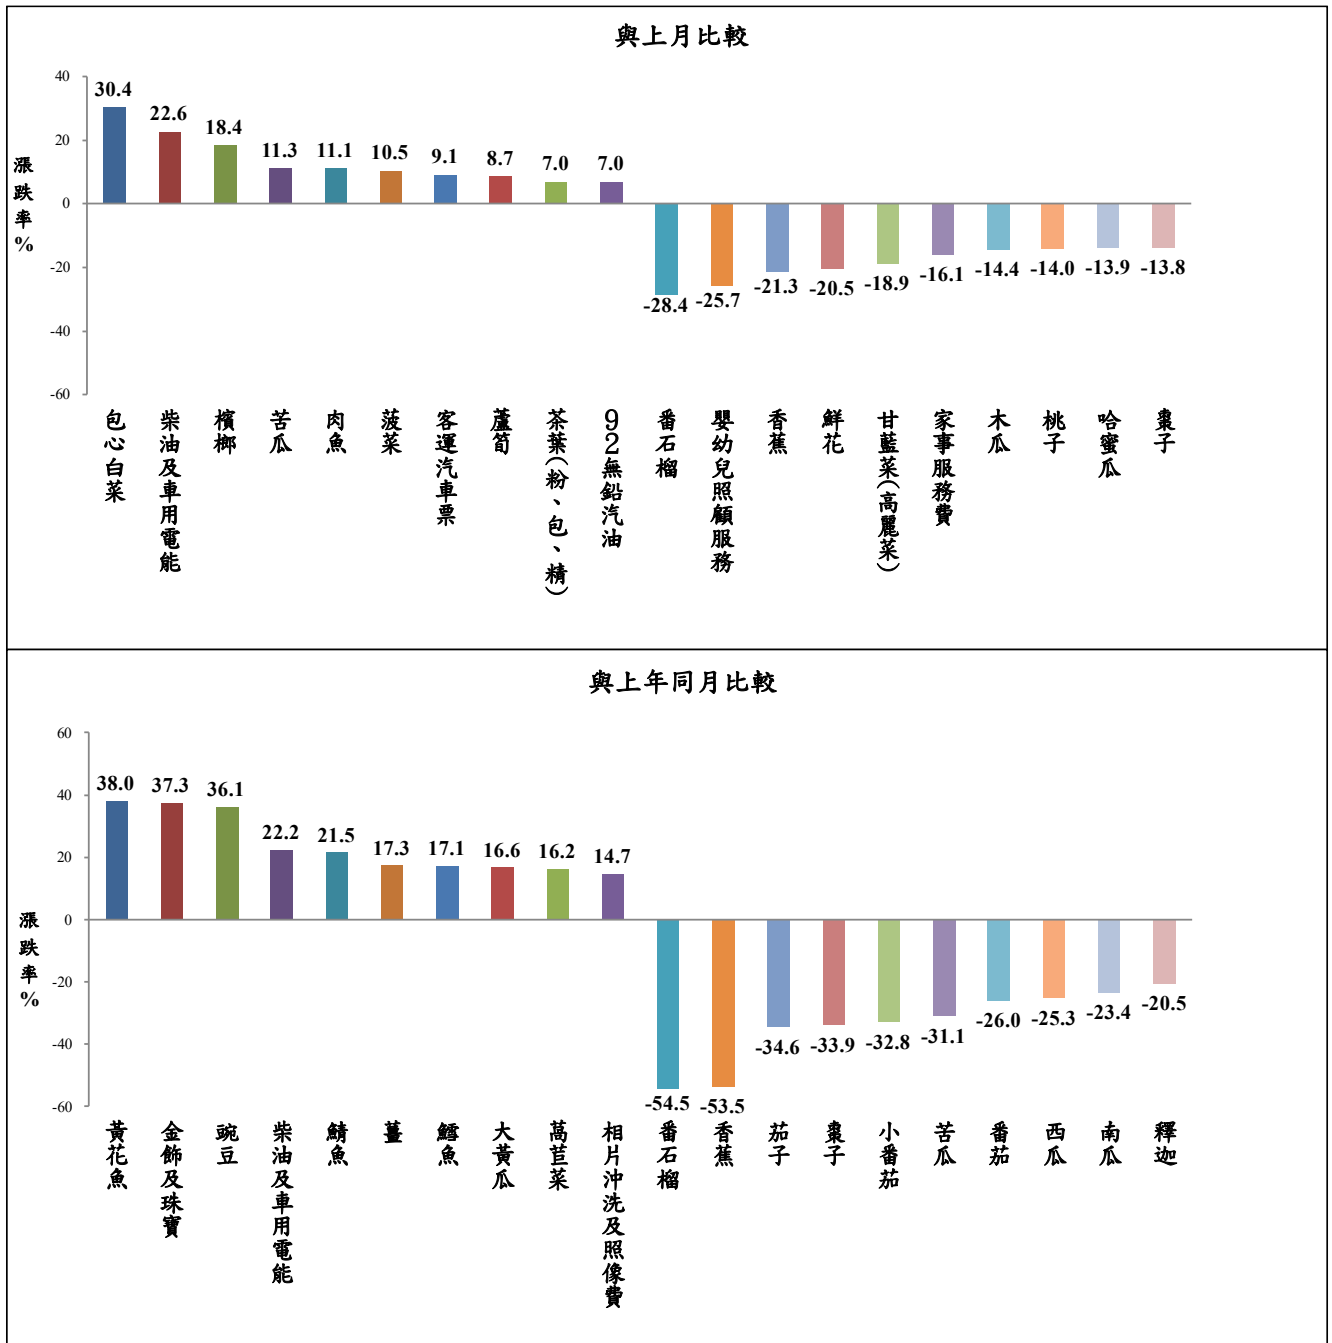 與上月比較
漲跌率%
40
20
0
-20
-40
-60
30.4
22.6
18.4
11.3
11.1
10.5
9.1
8.7
7.0
7.0
-28.4
-25.7
-21.3
-20.5
-18.9
-16.1
-14.4
-14.0
-13.9
-13.8
包心白菜
柴油及車用電能
檳榔
苦瓜
肉魚
菠菜
客運汽車票
蘆筍
茶葉(粉、包、精)
92無鉛汽油
番石榴
嬰幼兒照顧服務
香蕉
鮮花
甘藍菜(高麗菜)
家事服務費
木瓜
桃子
哈蜜瓜
棗子
與上年同月比較
漲跌率%
60
40
20
0
-20
-40
-60
38.0
37.3
36.1
22.2
21.5
17.3
17.1
16.6
16.2
14.7
-54.5
-53.5
-34.6
-33.9
-32.8
-31.1
-26.0
-25.3
-23.4
-20.5
黃花魚
金飾及珠寶
豌豆
柴油及車用電能
鯖魚
薑
鱈魚
大黃瓜
萵苣菜
相片沖洗及照像費
番石榴
香蕉
茄子
棗子
小番茄
苦瓜
番茄
西瓜
南瓜
釋迦